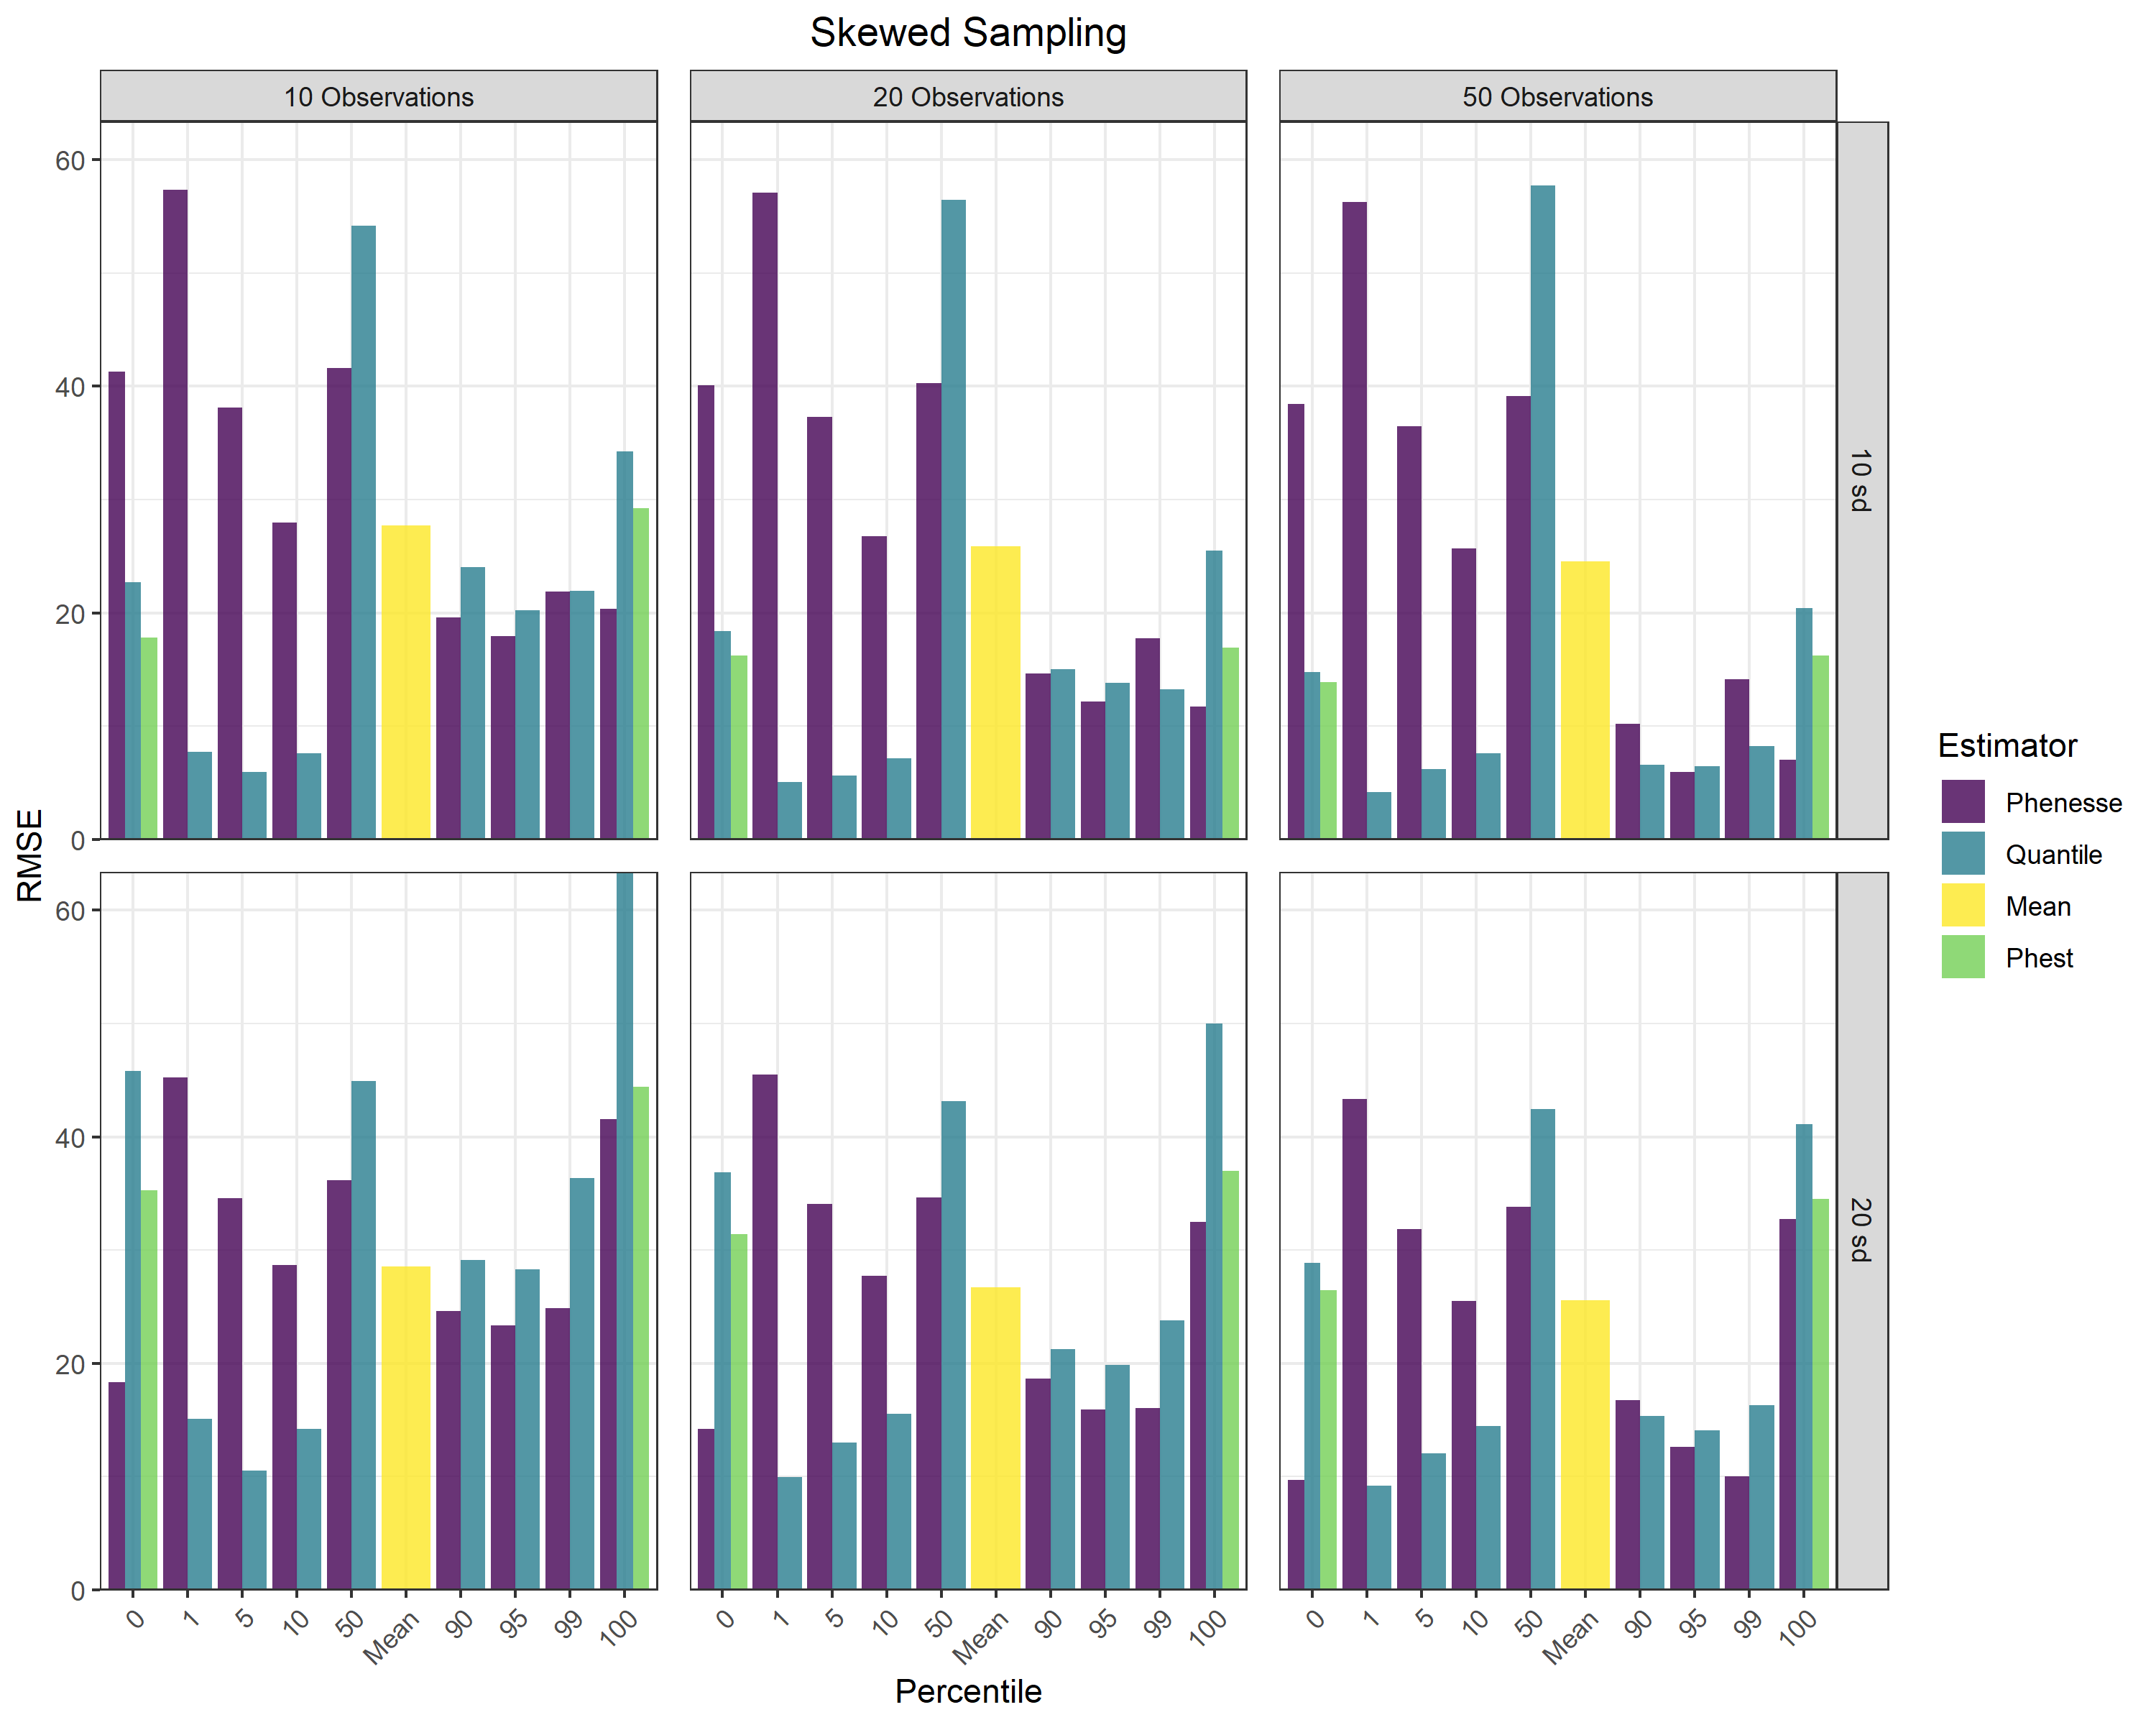 Skewed Sampling
10 Observations
20 Observations
50 Observations
60
40
20
0
10 sd
60
40
20
0
20 sd
RMSE
0 1 5 10 50 Mean 90 95 99 100
0 1 5 10 50 Mean 90 95 99 100
0 1 5 10 50 Mean 90 95 99 100
Percentile
Estimator
Phenesse
Quantile
Mean
Phest